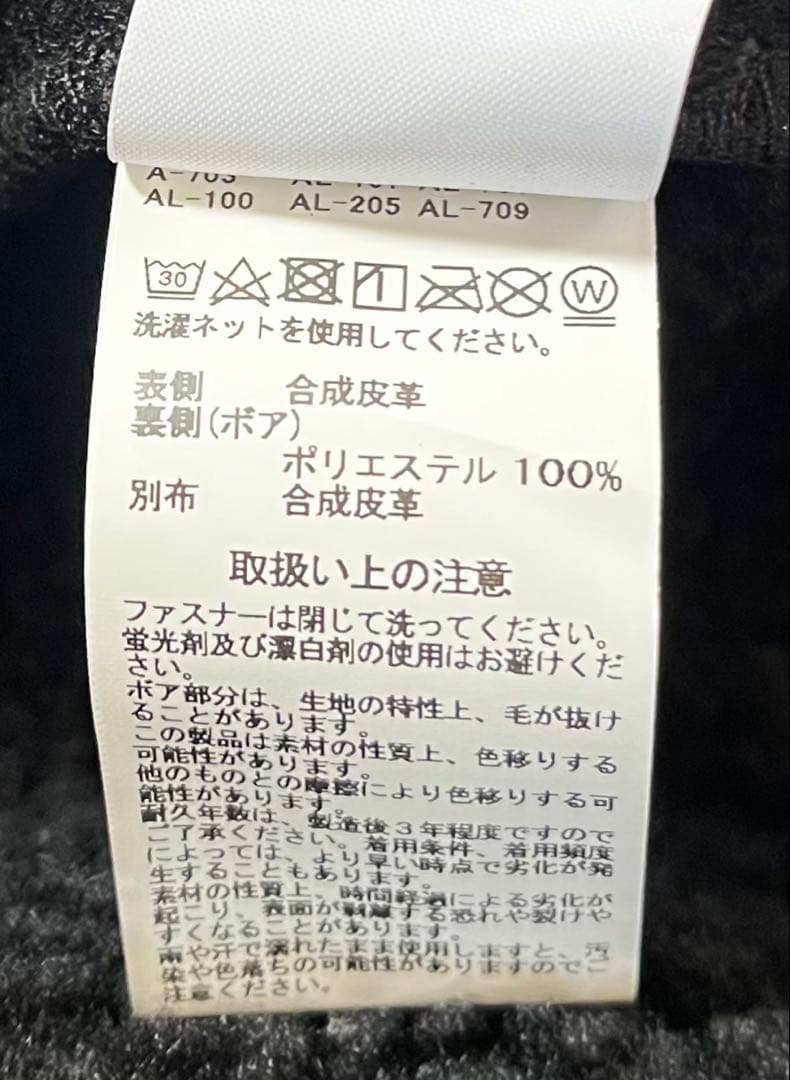 A-703
AL-100 AL-205 AL-709
30
W
洗濯ネットを使用してください。
表側 合成皮革
裏側(ボア)
ポリエステル 100%
別布 合成皮革
取扱い上の注意
ファスナーは閉じて洗ってください。
蛍光剤及び漂白剤の使用はお避けくだ
さい。
ボア部分は、生地の特性上、毛が抜け
ることがあります。
この製品は素材の性質上、色移りする
可能性があります。
他のものとの摩擦により色移りする可
能性があります。
耐久年数は、製造後3年程度ですので
ご了承ください。着用条件、着用頻度
によっては、より早い時点で劣化が発
生することもあります。
素材の性質上、時間経過による劣化が
起こり、表面が剥離する恐れや裂けや
すくなることがあります。
雨や汗で濡れたまま使用しますと、汚
染や色落ちの可能性がありますのでご
注意ください。